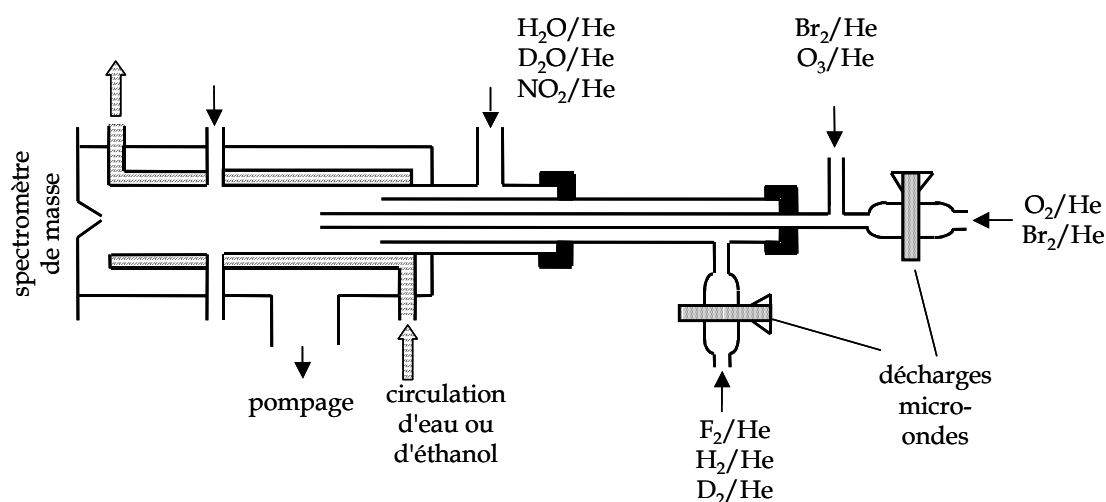 H₂O/He
D₂O/He
NO₂/He
Br₂/He
O₃/He
spectromètre
de masse
O₂/He
Br₂/He
pompage
circulation
d'eau ou
d'éthanol
F₂/He
H₂/He
D₂/He
décharges
micro-
ondes